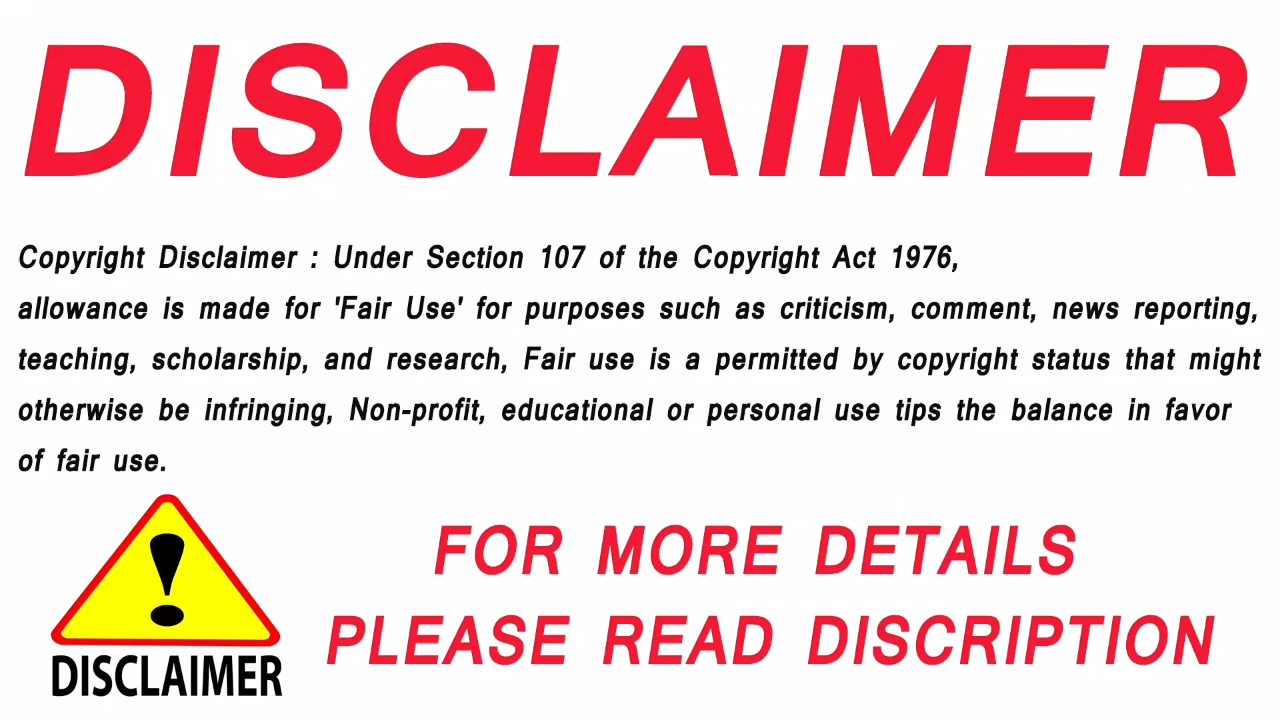 DISCLAIMER
Copyright Disclaimer : Under Section 107 of the Copyright Act 1976,
allowance is made for 'Fair Use' for purposes such as criticism, comment, news reporting,
teaching, scholarship, and research, Fair use is a permitted by copyright status that might
otherwise be infringing, Non-profit, educational or personal use tips the balance in favor
of fair use.
FOR MORE DETAILS
PLEASE READ DISCRIPTION
DISCLAIMER